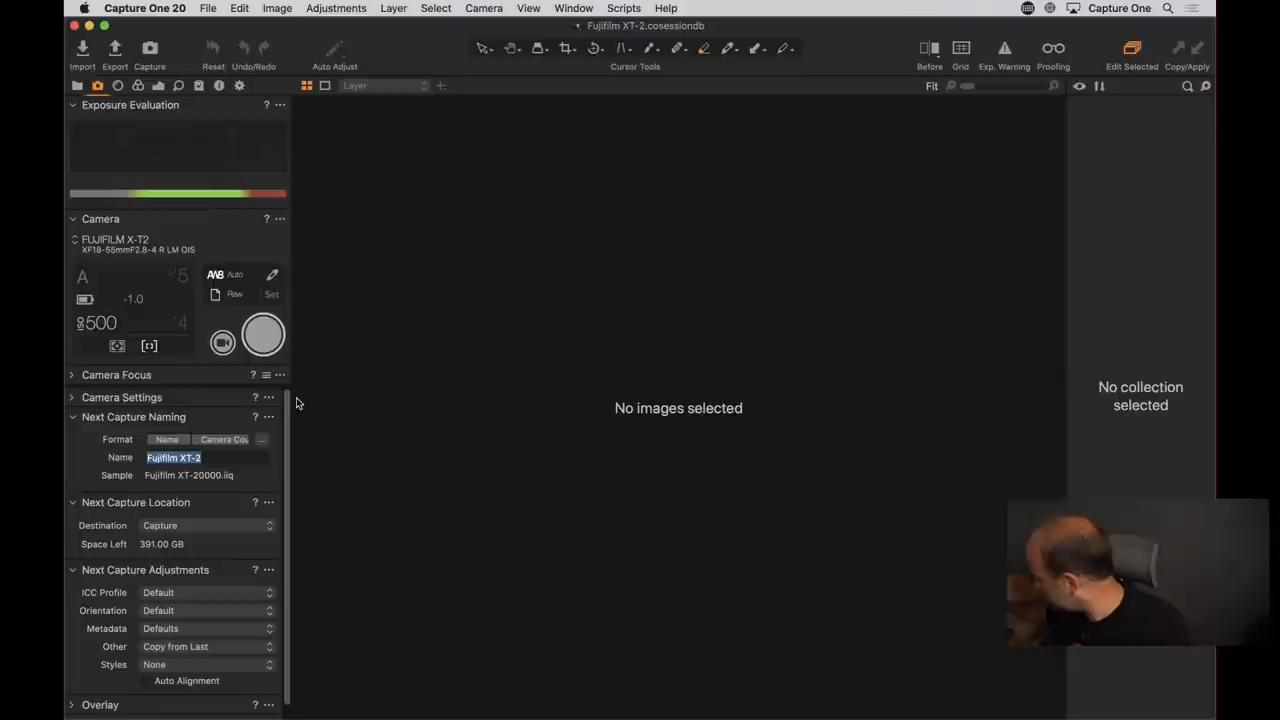 Capture One 20 File Edit Image Adjustments Layer Select Camera View Window Scripts Help Capture One
Fujifilm XT-2.cosessiondb
Import Export Capture Reset Undo/Redo Auto Adjust Cursor Tools Before Grid Exp. Warning Proofing Edit Selected Copy/Apply
Layer Fit
Exposure Evaluation ? ...
Camera ? ...
FUJIFILM X-T2
XF18-55mmF2.8-4 R LM OIS
A 5 AWB Auto
-1.0 Raw Set
ISO 500 4
Camera Focus ? ...
Camera Settings ? ...
Next Capture Naming ? ...
Format Name Camera Cou ...
Name Fujifilm XT-2
Sample Fujifilm XT-20000.iiq
Next Capture Location ? ...
Destination Capture
Space Left 391.00 GB
Next Capture Adjustments ? ...
ICC Profile Default
Orientation Default
Metadata Defaults
Other Copy from Last
Styles None
Auto Alignment
Overlay ? ...
No images selected
No collection
selected